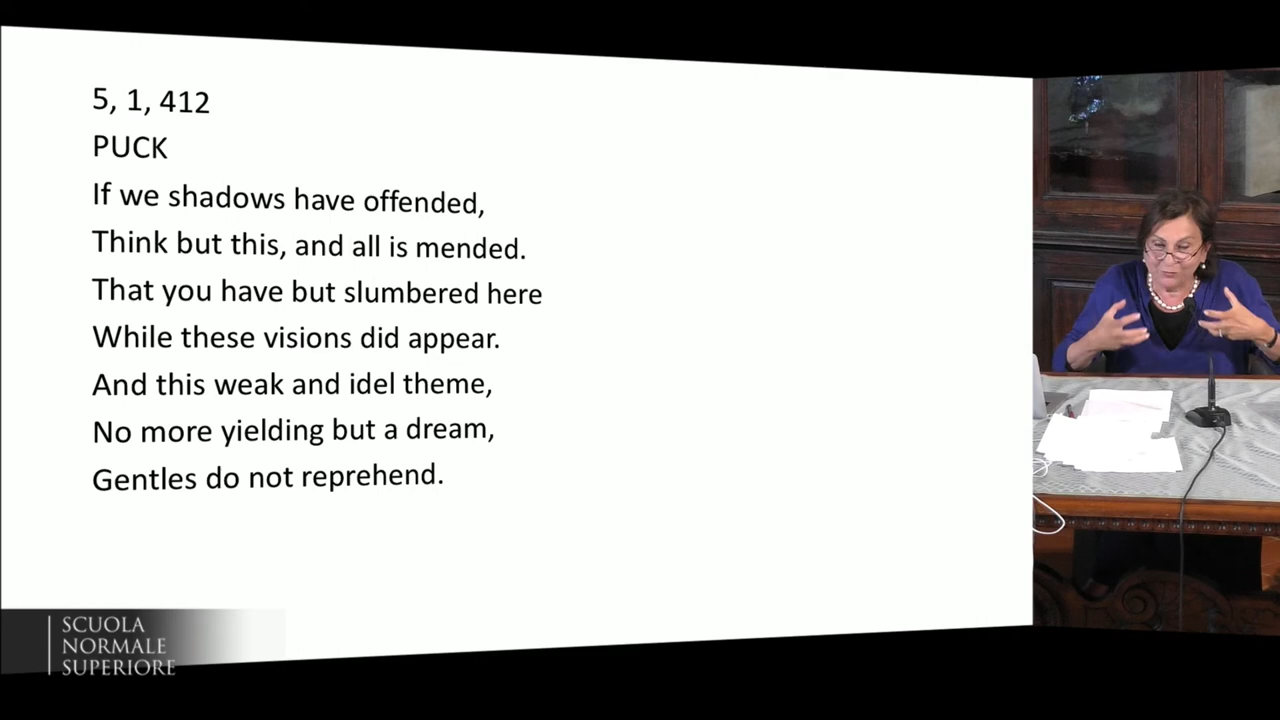 5, 1, 412
PUCK
If we shadows have offended,
Think but this, and all is mended.
That you have but slumbered here
While these visions did appear.
And this weak and idel theme,
No more yielding but a dream,
Gentles do not reprehend.
SCUOLA
NORMALE
SUPERIORE